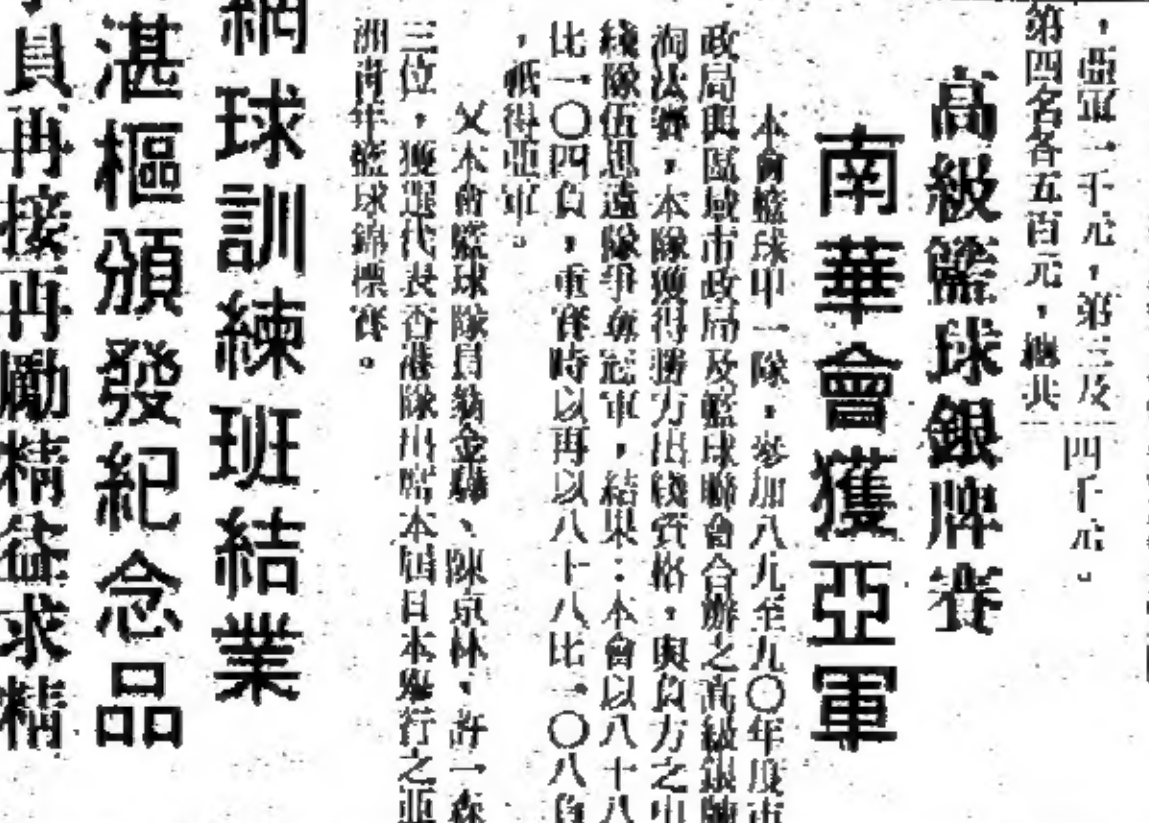 ，亞軍一千元，第三及
第四名各五百元，總共
四千元。
高級籃球銀牌賽
南華會獲亞軍
本會籃球甲一隊，參加八九至九〇年度市
政局與區域市政局及籃球聯會合辦之高級銀牌
淘汰賽，本隊獲得勝方出綫資格，與負方之出
綫隊伍思遠隊爭奪冠軍，結果：本會以八十八
比一〇四負，重賽時以再以八十八比一〇八負
，祇得亞軍。
又本會籃球隊員翁金驊、陳京林，許一森
三位，獲選代表香港隊出席本屆日本舉行之亞
洲青年籃球錦標賽。
網球訓練班結業
湛樞頒發紀念品
員再接再勵精益求精